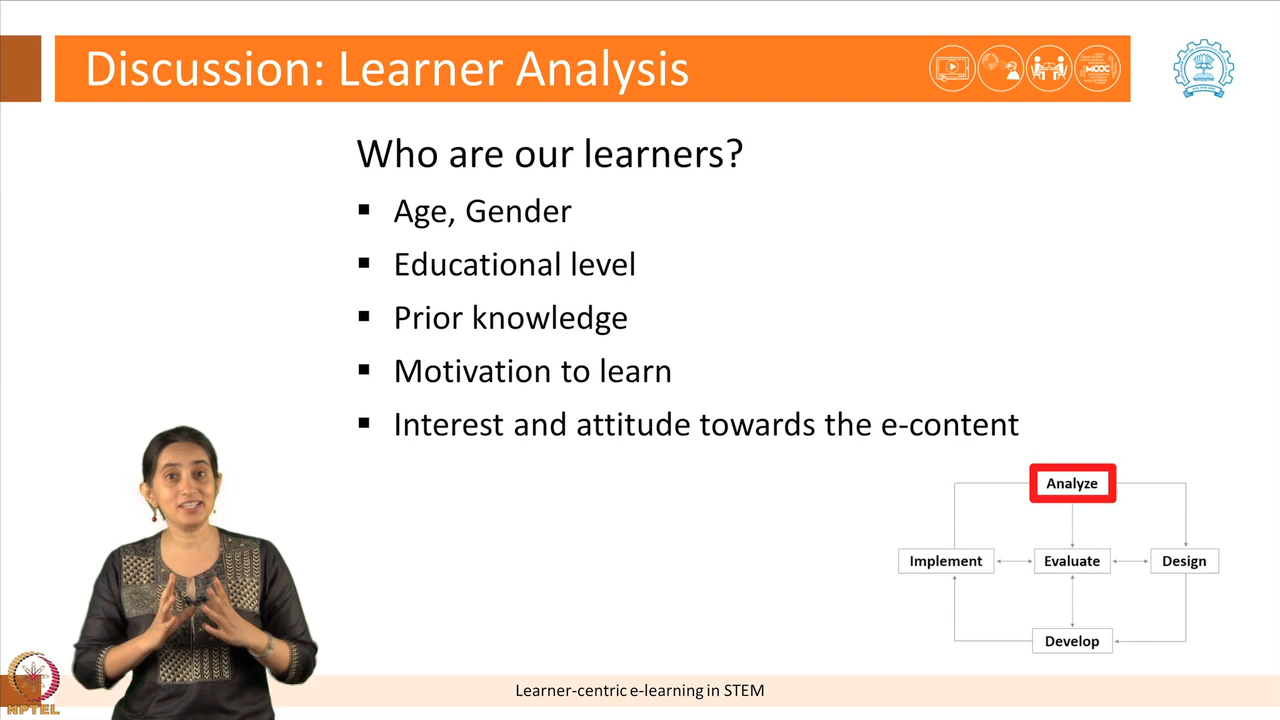 Discussion: Learner Analysis
MOOC
Who are our learners?
▪ Age, Gender
▪ Educational level
▪ Prior knowledge
▪ Motivation to learn
▪ Interest and attitude towards the e-content
Analyze
Implement
Evaluate
Design
Develop
Learner-centric e-learning in STEM
NPTEL